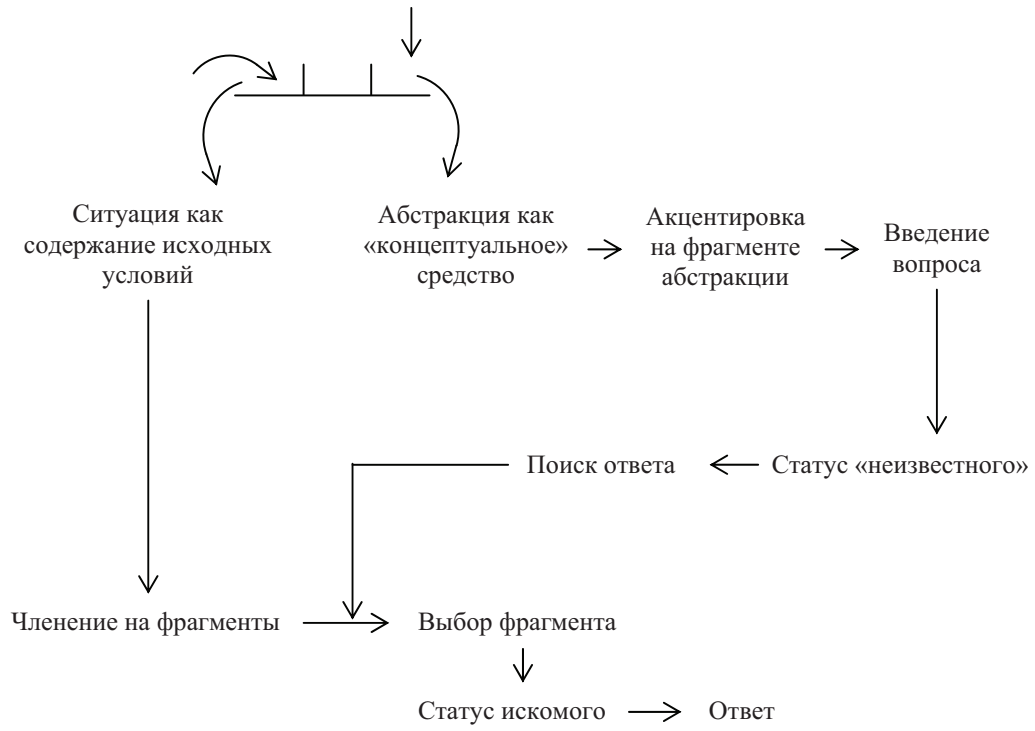 Ситуация как
содержание исходных
условий
Абстракция как
«концептуальное»
средство
Акцентировка
на фрагменте
абстракции
Введение
вопроса
Поиск ответа
Статус «неизвестного»
Членение на фрагменты
Выбор фрагмента
Статус искомого
Ответ